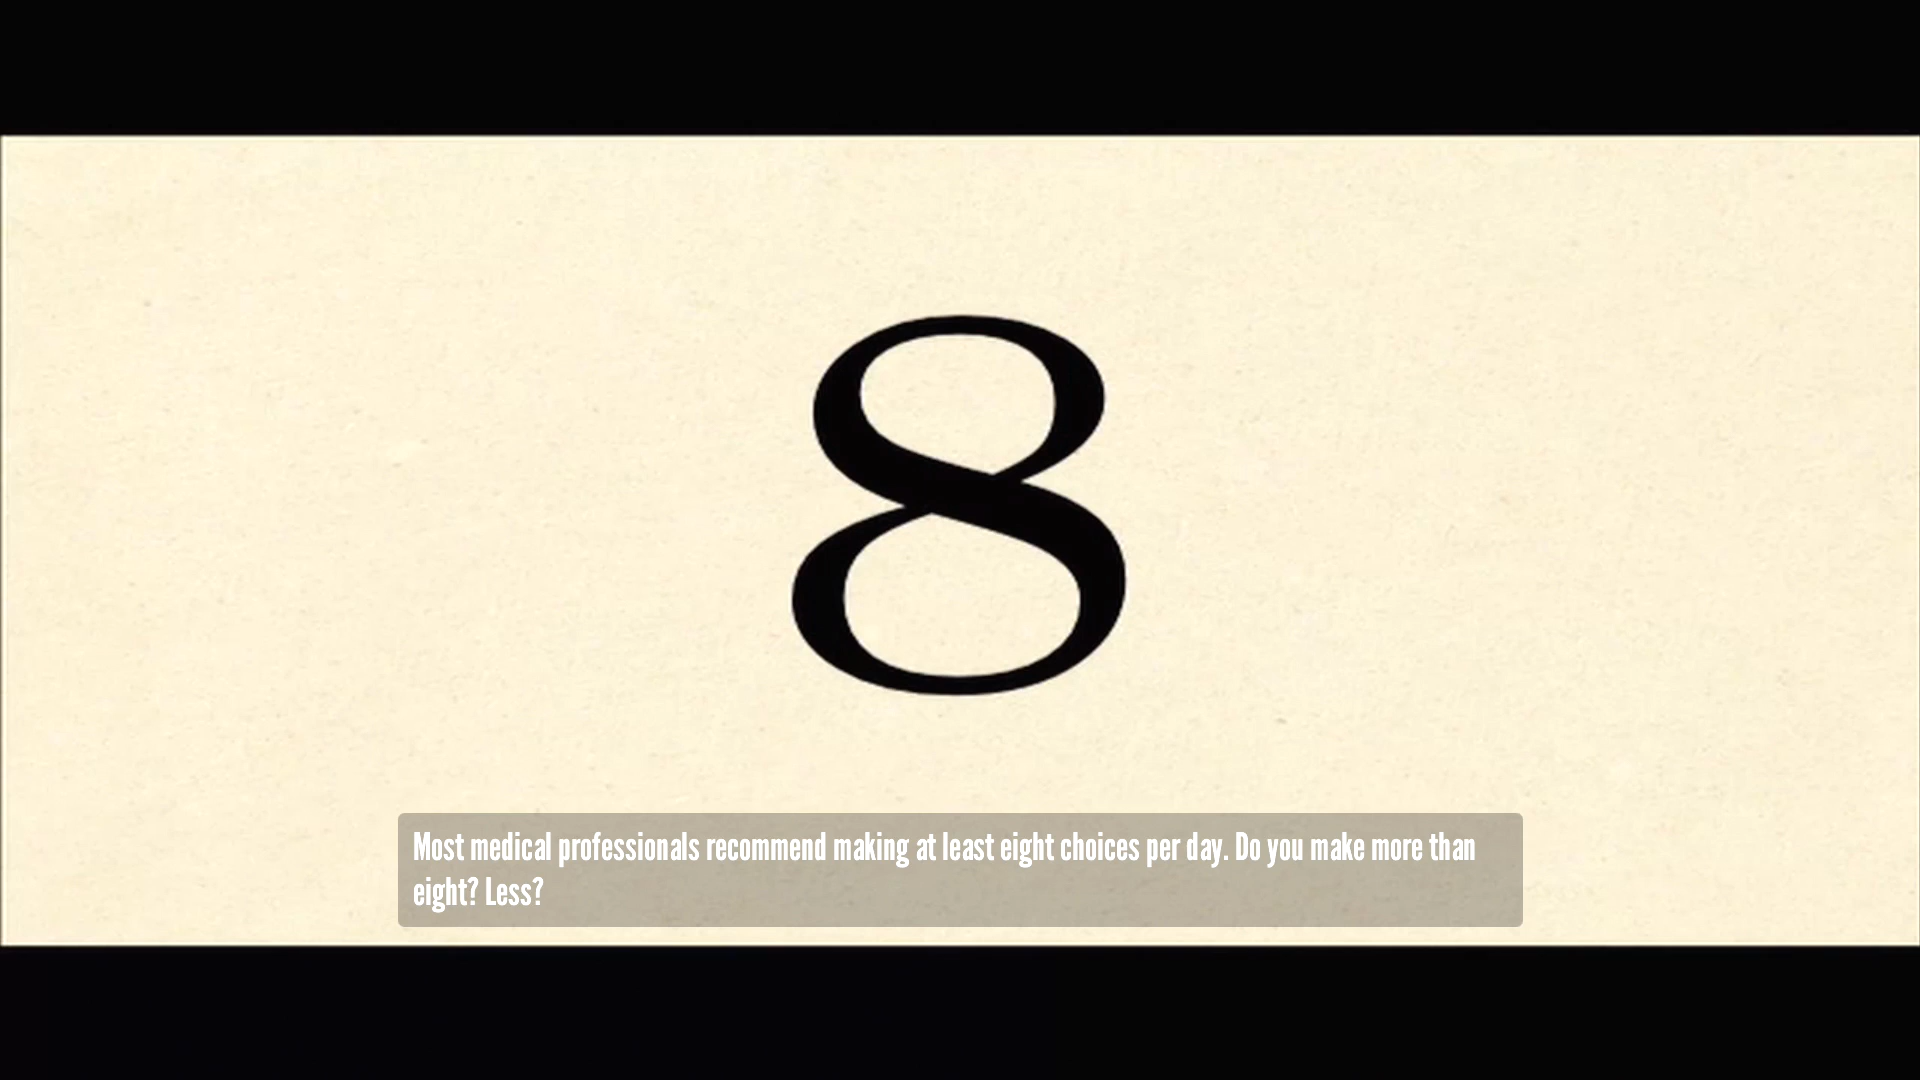 8
Most medical professionals recommend making at least eight choices per day. Do you make more than
eight? Less?